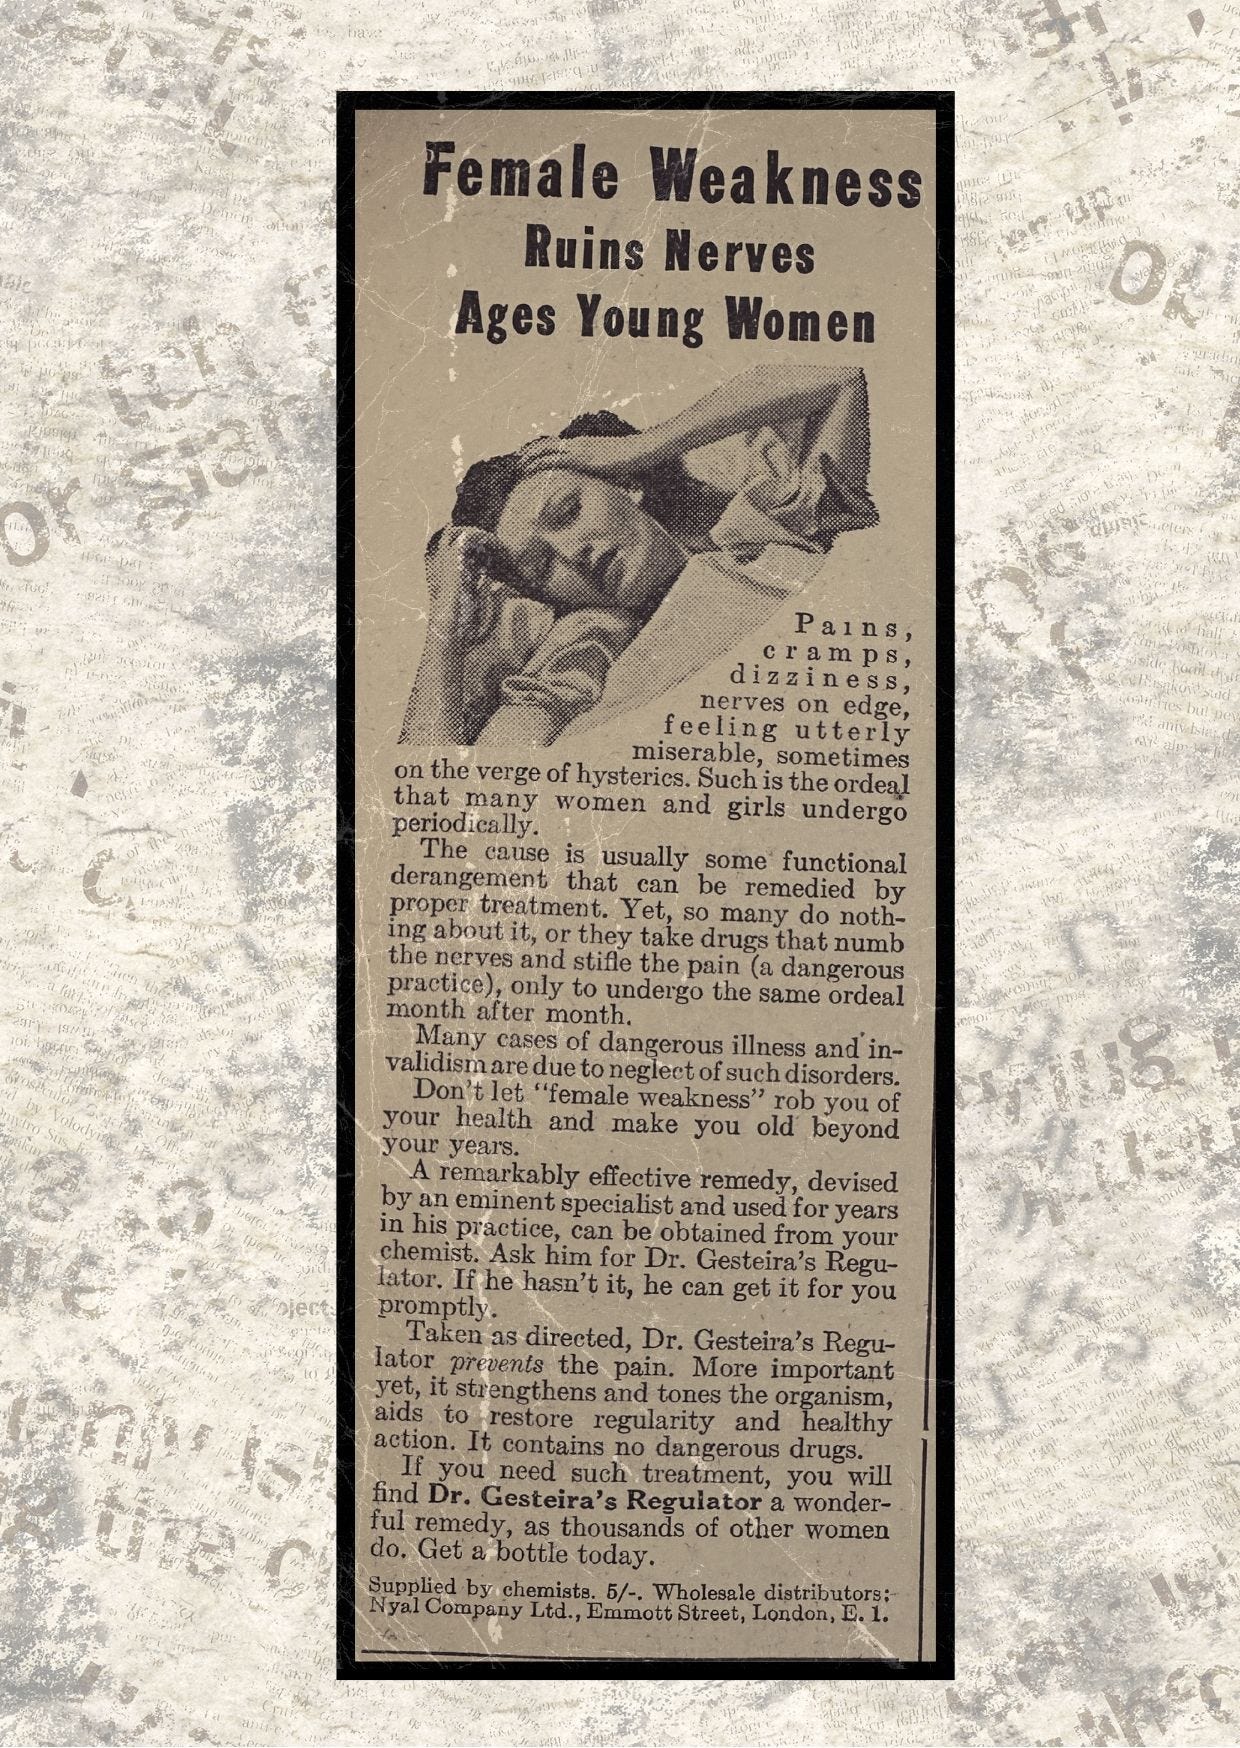 Female Weakness
Ruins Nerves
Ages Young Women
Pains,
cramps,
dizziness,
nerves on edge,
feeling utterly
miserable, sometimes
on the verge of hysterics. Such is the ordeal
that many women and girls undergo
periodically.
The cause is usually some functional
derangement that can be remedied by
proper treatment. Yet, so many do noth-
ing about it, or they take drugs that numb
the nerves and stifle the pain (a dangerous
practice), only to undergo the same ordeal
month after month.
Many cases of dangerous illness and in-
validism are due to neglect of such disorders.
Don't let "female weakness" rob you of
your health and make you old beyond
your years.
A remarkably effective remedy, devised
by an eminent specialist and used for years
in his practice, can be obtained from your
chemist. Ask him for Dr. Gesteira's Regu-
lator. If he hasn't it, he can get it for you
promptly.
Taken as directed, Dr. Gesteira's Regu-
lator prevents the pain. More important
yet, it strengthens and tones the organism,
aids to restore regularity and healthy
action. It contains no dangerous drugs.
If you need such treatment, you will
find Dr. Gesteira's Regulator a wonder-
ful remedy, as thousands of other women
do. Get a bottle today.
Supplied by chemists. 5/-. Wholesale distributors:
Nyal Company Ltd., Emmott Street, London, E. 1.